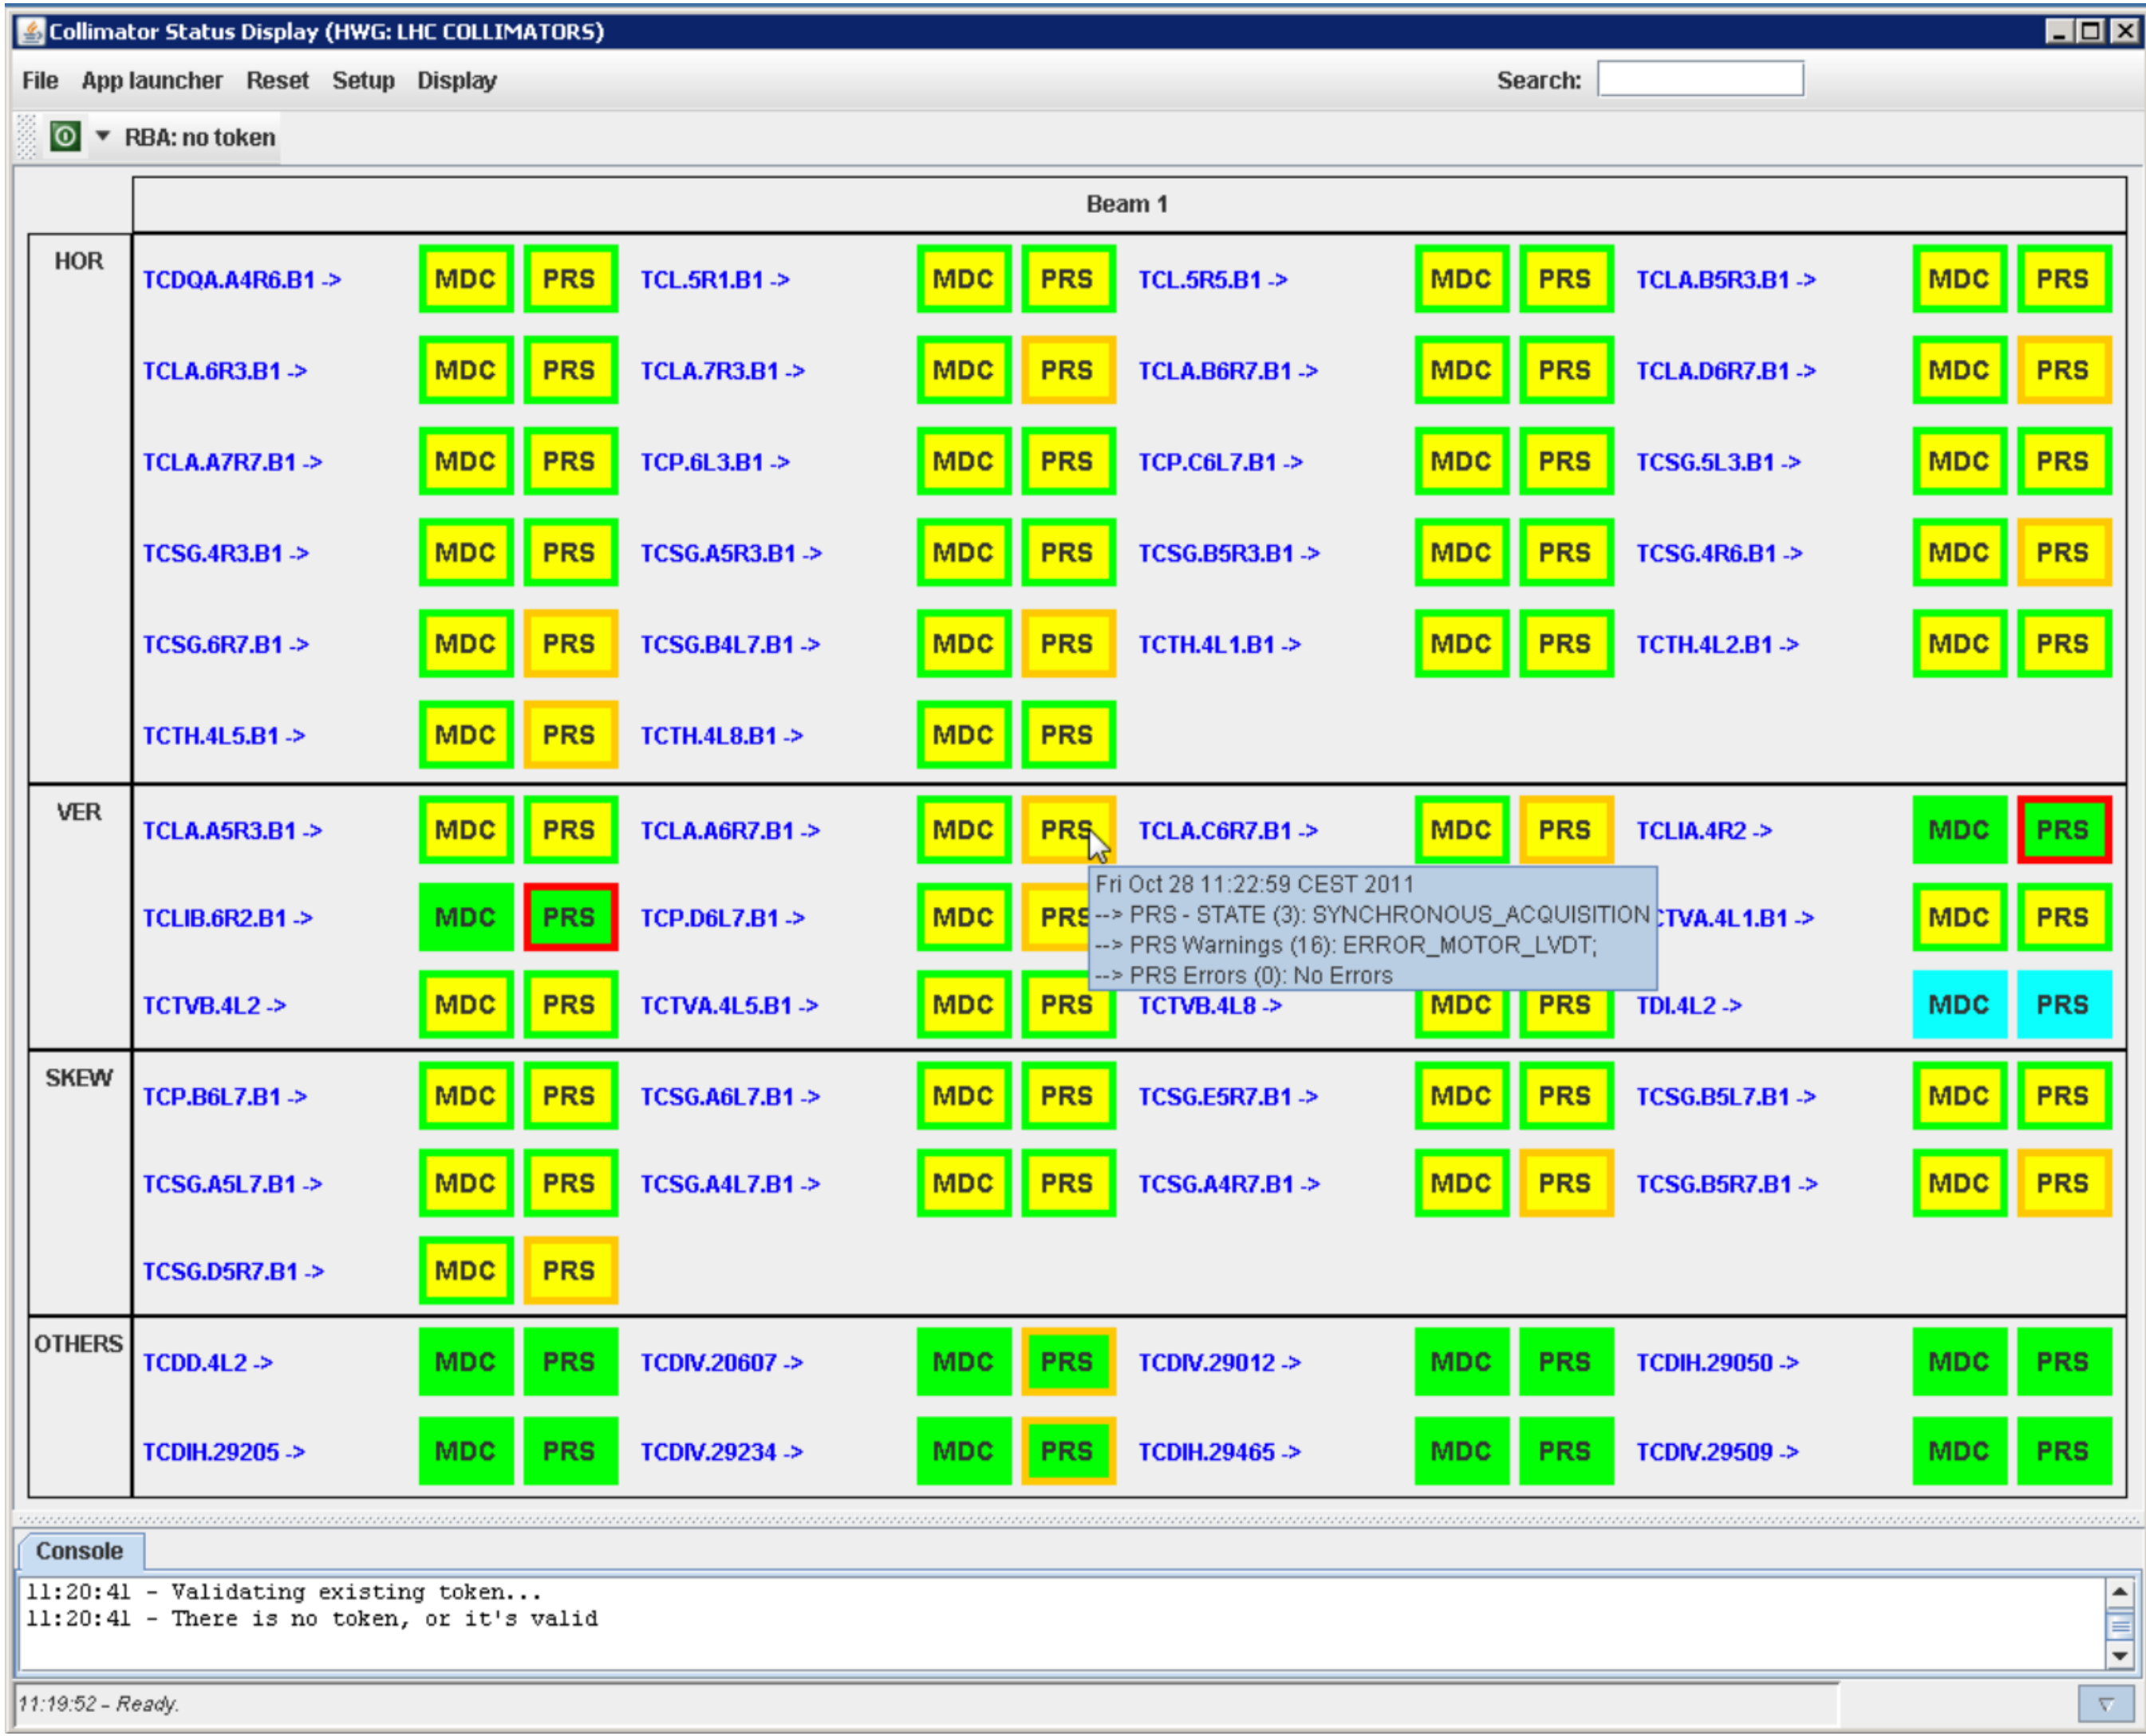 Collimator Status Display (HWG: LHC COLLIMATORS)
File App launcher Reset Setup Display Search:
RBA: no token
Beam 1
HOR
TCDQA.A4R6.B1 -> MDC PRS TCL.5R1.B1 -> MDC PRS TCL.5R5.B1 -> MDC PRS TCLA.B5R3.B1 -> MDC PRS
TCLA.6R3.B1 -> MDC PRS TCLA.7R3.B1 -> MDC PRS TCLA.B6R7.B1 -> MDC PRS TCLA.D6R7.B1 -> MDC PRS
TCLA.A7R7.B1 -> MDC PRS TCP.6L3.B1 -> MDC PRS TCP.C6L7.B1 -> MDC PRS TCSG.5L3.B1 -> MDC PRS
TCSG.4R3.B1 -> MDC PRS TCSG.A5R3.B1 -> MDC PRS TCSG.B5R3.B1 -> MDC PRS TCSG.4R6.B1 -> MDC PRS
TCSG.6R7.B1 -> MDC PRS TCSG.B4L7.B1 -> MDC PRS TCTH.4L1.B1 -> MDC PRS TCTH.4L2.B1 -> MDC PRS
TCTH.4L5.B1 -> MDC PRS TCTH.4L8.B1 -> MDC PRS
VER
TCLA.A5R3.B1 -> MDC PRS TCLA.A6R7.B1 -> MDC PRS TCLA.C6R7.B1 -> MDC PRS TCLIA.4R2 -> MDC PRS
Fri Oct 28 11:22:59 CEST 2011
--> PRS - STATE (3): SYNCHRONOUS_ACQUISITION
--> PRS Warnings (16): ERROR_MOTOR_LVDT;
--> PRS Errors (0): No Errors
TCLIB.6R2.B1 -> MDC PRS TCP.D6L7.B1 -> MDC PRS CTVA.4L1.B1 -> MDC PRS
TCTVB.4L2 -> MDC PRS TCTVA.4L5.B1 -> MDC PRS TCTVB.4L8 -> MDC PRS TDI.4L2 -> MDC PRS
SKEW
TCP.B6L7.B1 -> MDC PRS TCSG.A6L7.B1 -> MDC PRS TCSG.E5R7.B1 -> MDC PRS TCSG.B5L7.B1 -> MDC PRS
TCSG.A5L7.B1 -> MDC PRS TCSG.A4L7.B1 -> MDC PRS TCSG.A4R7.B1 -> MDC PRS TCSG.B5R7.B1 -> MDC PRS
TCSG.D5R7.B1 -> MDC PRS
OTHERS
TCDD.4L2 -> MDC PRS TCDIV.20607 -> MDC PRS TCDIV.29012 -> MDC PRS TCDIH.29050 -> MDC PRS
TCDIH.29205 -> MDC PRS TCDIV.29234 -> MDC PRS TCDIH.29465 -> MDC PRS TCDIV.29509 -> MDC PRS
Console
11:20:41 - Validating existing token...
11:20:41 - There is no token, or it's valid
11:19:52 - Ready.